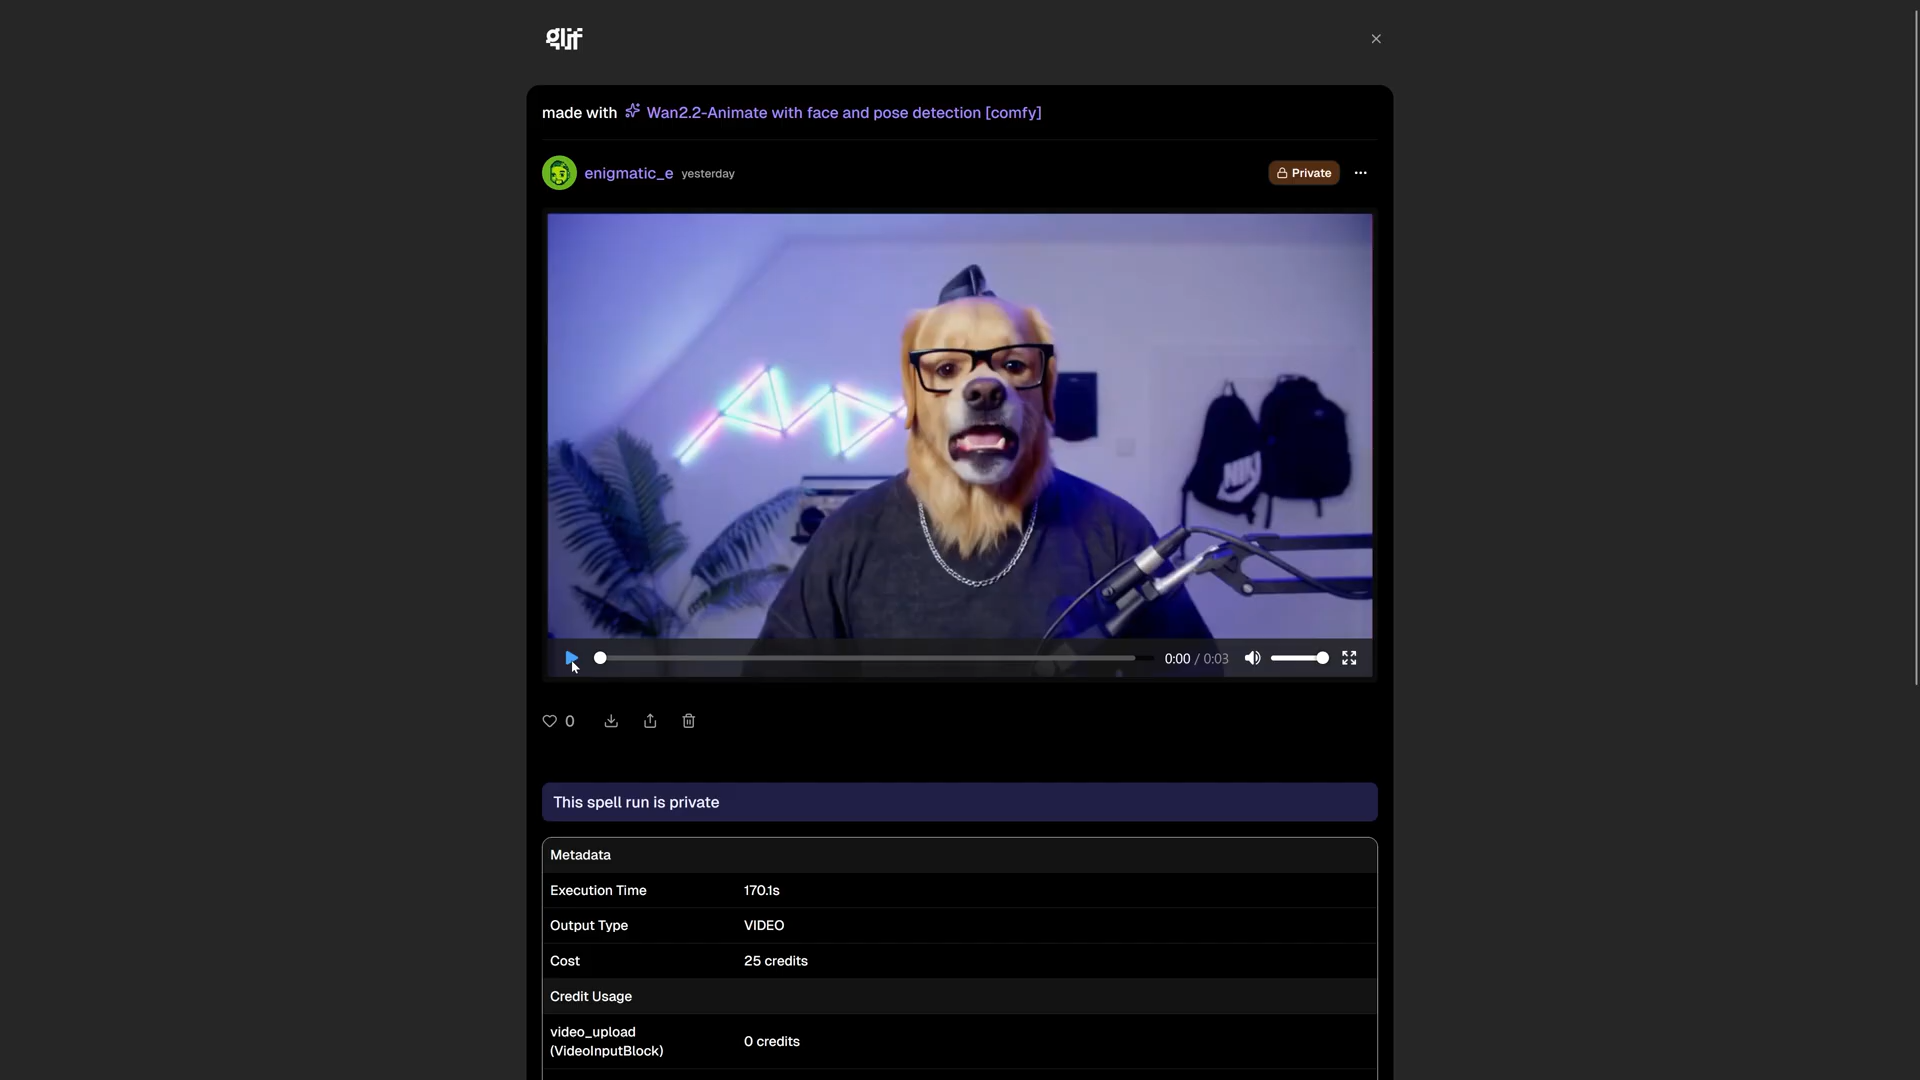 glif
made with Wan2.2-Animate with face and pose detection [comfy]
enigmatic_e yesterday
Private
NIKE
0:00 / 0:03
0
This spell run is private
Metadata
Execution Time 170.1s
Output Type VIDEO
Cost 25 credits
Credit Usage
video_upload
(VideoInputBlock) 0 credits